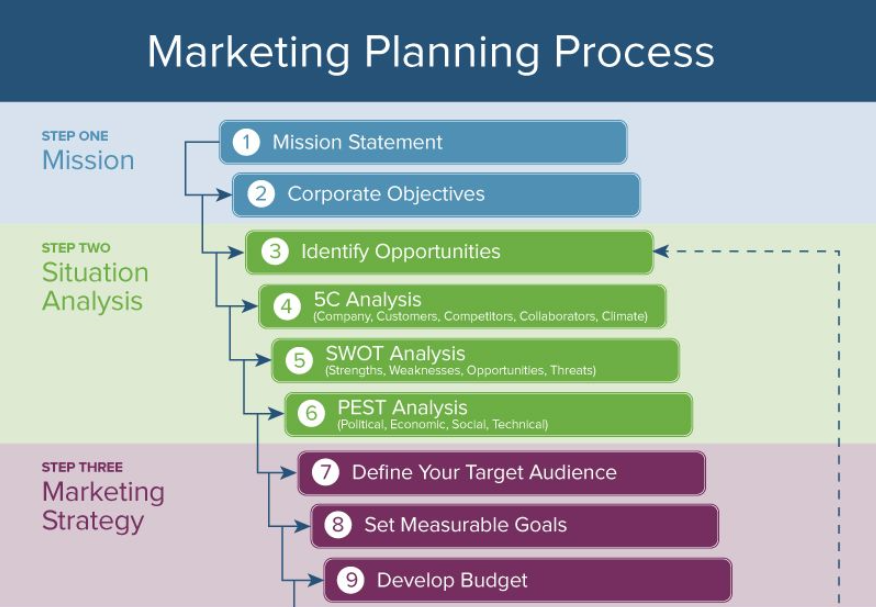 Marketing Planning Process
STEP ONE
Mission
1 Mission Statement
2 Corporate Objectives
STEP TWO
Situation
Analysis
3 Identify Opportunities
4 5C Analysis
(Company, Customers, Competitors, Collaborators, Climate)
5 SWOT Analysis
(Strengths, Weaknesses, Opportunities, Threats)
6 PEST Analysis
(Political, Economic, Social, Technical)
STEP THREE
Marketing
Strategy
7 Define Your Target Audience
8 Set Measurable Goals
9 Develop Budget